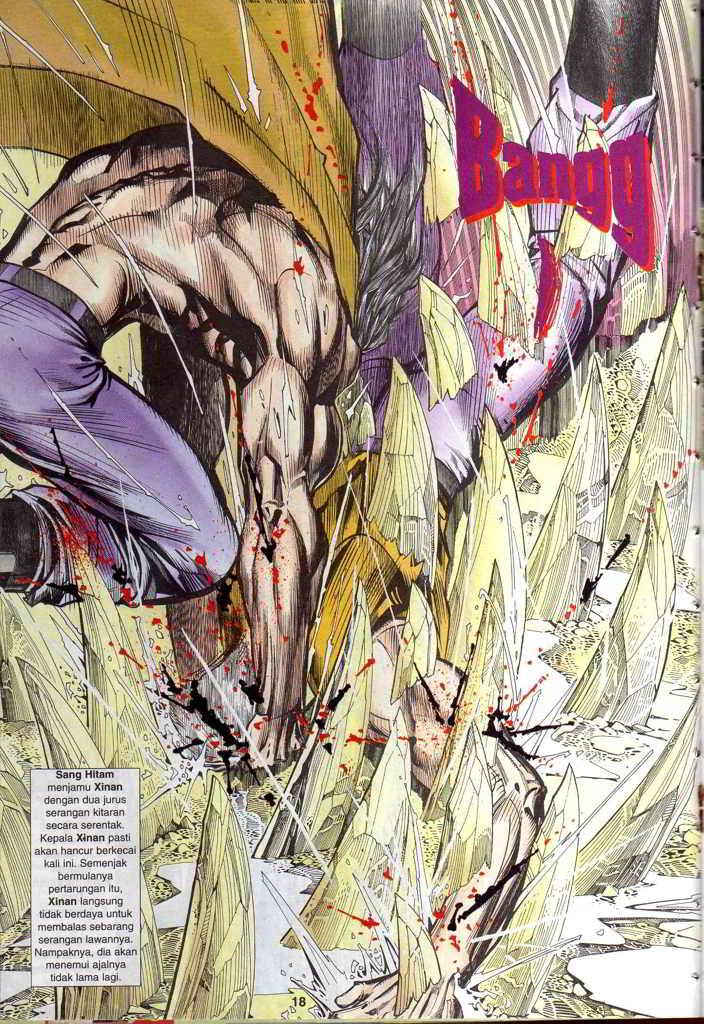 Bangg
Sang Hitam
menjamu Xinan
dengan dua jurus
serangan kitaran
secara serentak.
Kepala Xinan pasti
akan hancur berkecai
kali ini. Semenjak
bermulanya
pertarungan itu,
Xinan langsung
tidak berdaya untuk
membalas sebarang
serangan lawannya.
Nampaknya, dia akan
menemui ajalnya
tidak lama lagi.
18